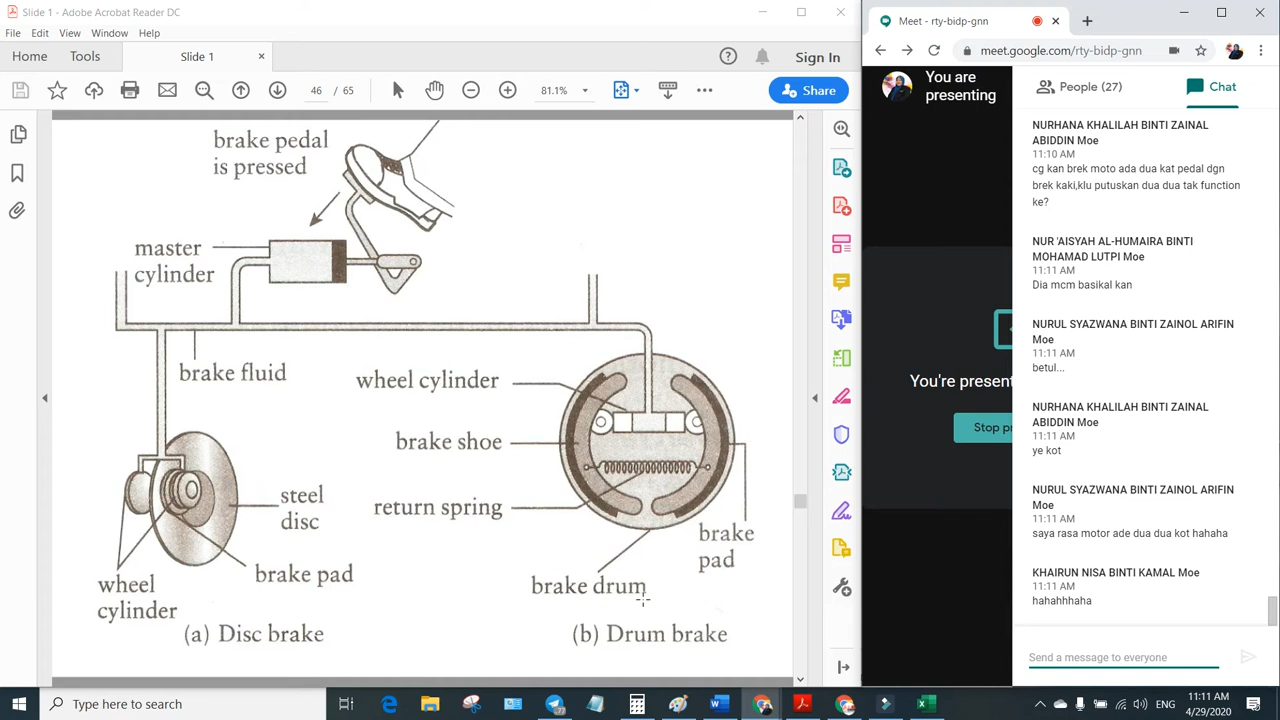 Slide 1 - Adobe Acrobat Reader DC
File Edit View Window Help
Home Tools Slide 1 × Sign In
46 / 65 81.1% Share
brake pedal
is pressed
master
cylinder
brake fluid
wheel cylinder
brake shoe
return spring
steel
disc
brake pad
wheel
cylinder
brake
pad
brake drum
(a) Disc brake
(b) Drum brake
Meet - rty-bidp-gnn
meet.google.com/rty-bidp-gnn
You are
presenting
People (27) Chat
You're present
Stop pr
NURHANA KHALILAH BINTI ZAINAL
ABIDDIN Moe
11:10 AM
cg kan brek moto ada dua kat pedal dgn
brek kaki,klu putuskan dua dua tak function
ke?
NUR 'AISYAH AL-HUMAIRA BINTI
MOHAMAD LUTPI Moe
11:11 AM
Dia mcm basikal kan
NURUL SYAZWANA BINTI ZAINOL ARIFIN
Moe
11:11 AM
betul...
NURHANA KHALILAH BINTI ZAINAL
ABIDDIN Moe
11:11 AM
ye kot
NURUL SYAZWANA BINTI ZAINOL ARIFIN
Moe
11:11 AM
saya rasa motor ade dua dua kot hahaha
KHAIRUN NISA BINTI KAMAL Moe
11:11 AM
hahahhhaha
Send a message to everyone
Type here to search
ENG
11:11 AM
4/29/2020